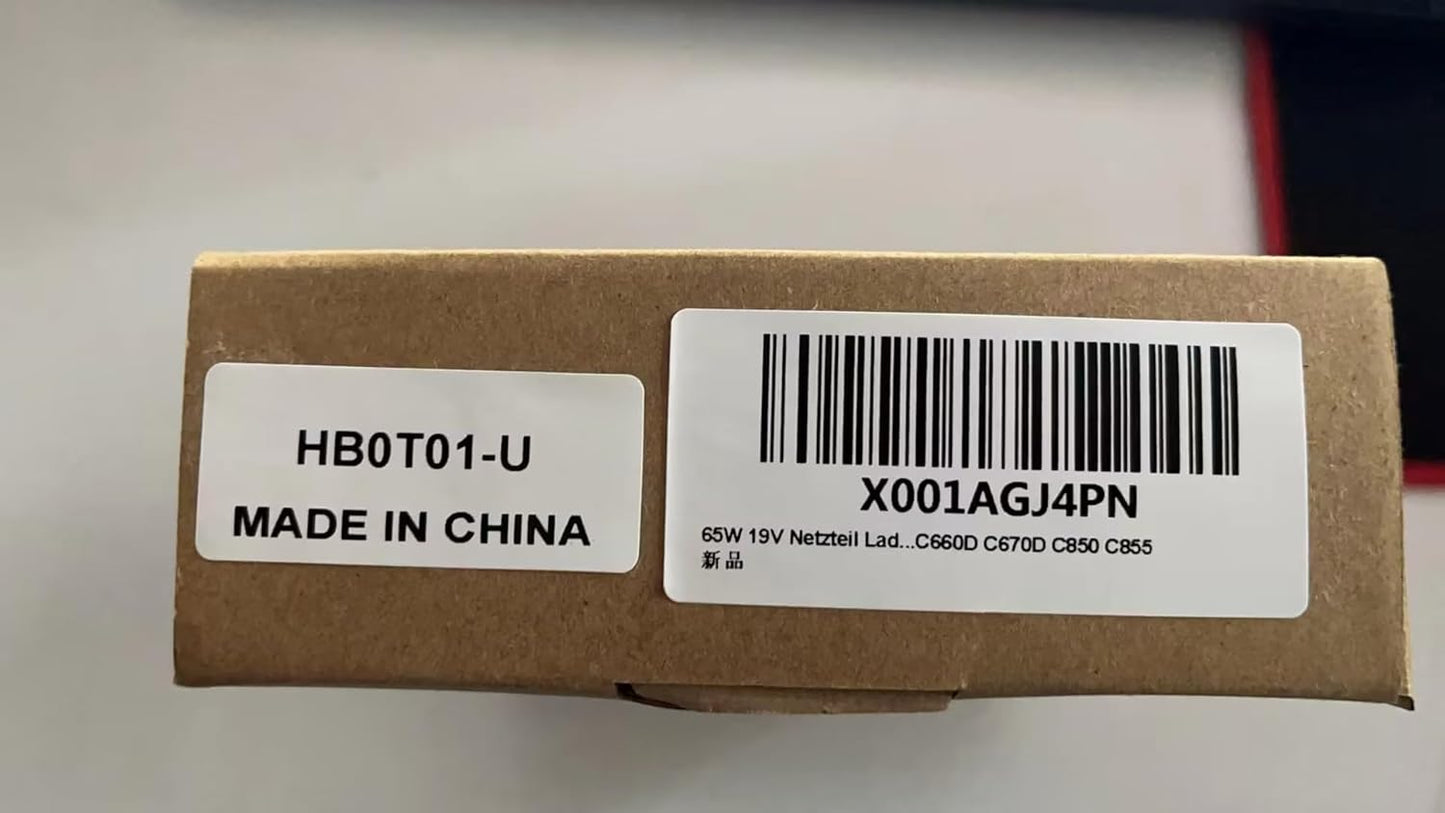 HB0T01-U
MADE IN CHINA
X001AGJ4PN
65W 19V Netzteil Lad...C660D C670D C850 C855
新品